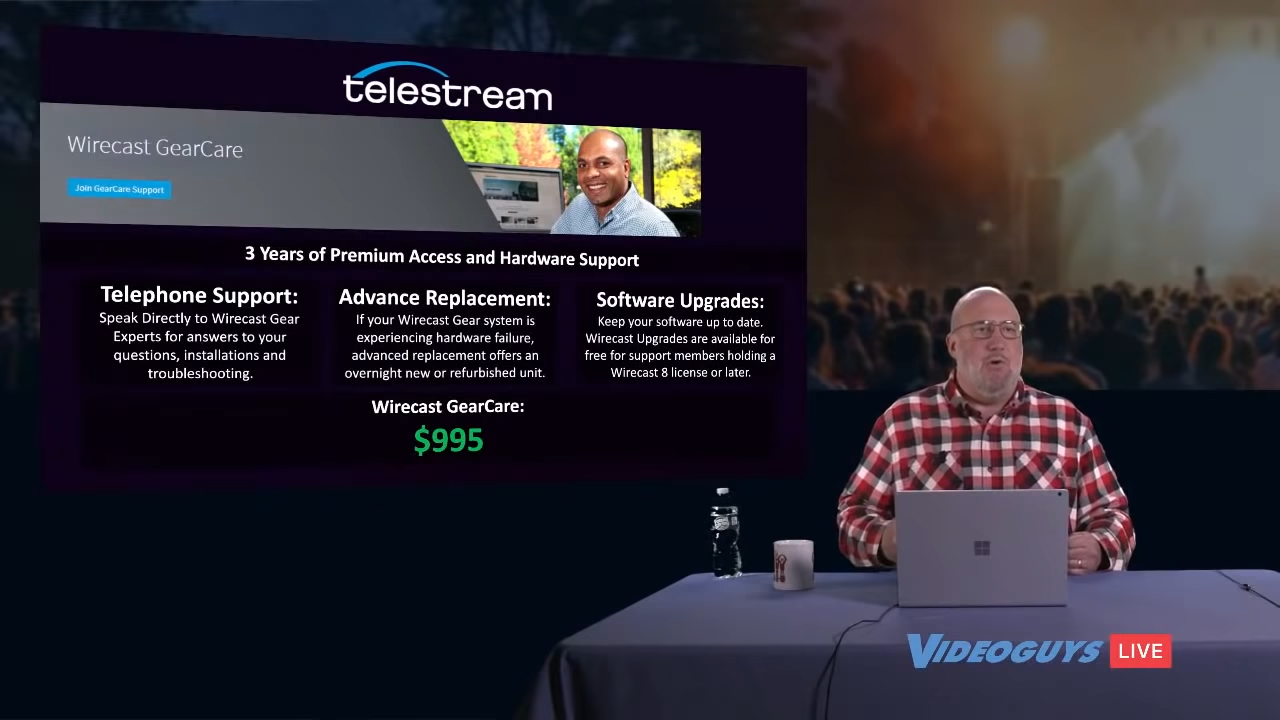 telestream
Wirecast GearCare
Join GearCare Support
3 Years of Premium Access and Hardware Support
Telephone Support:
Speak Directly to Wirecast Gear
Experts for answers to your
questions, installations and
troubleshooting.
Advance Replacement:
If your Wirecast Gear system is
experiencing hardware failure,
advanced replacement offers an
overnight new or refurbished unit.
Software Upgrades:
Keep your software up to date.
Wirecast Upgrades are available for
free for support members holding a
Wirecast 8 license or later.
Wirecast GearCare:
$995
VIDEOGUYS LIVE